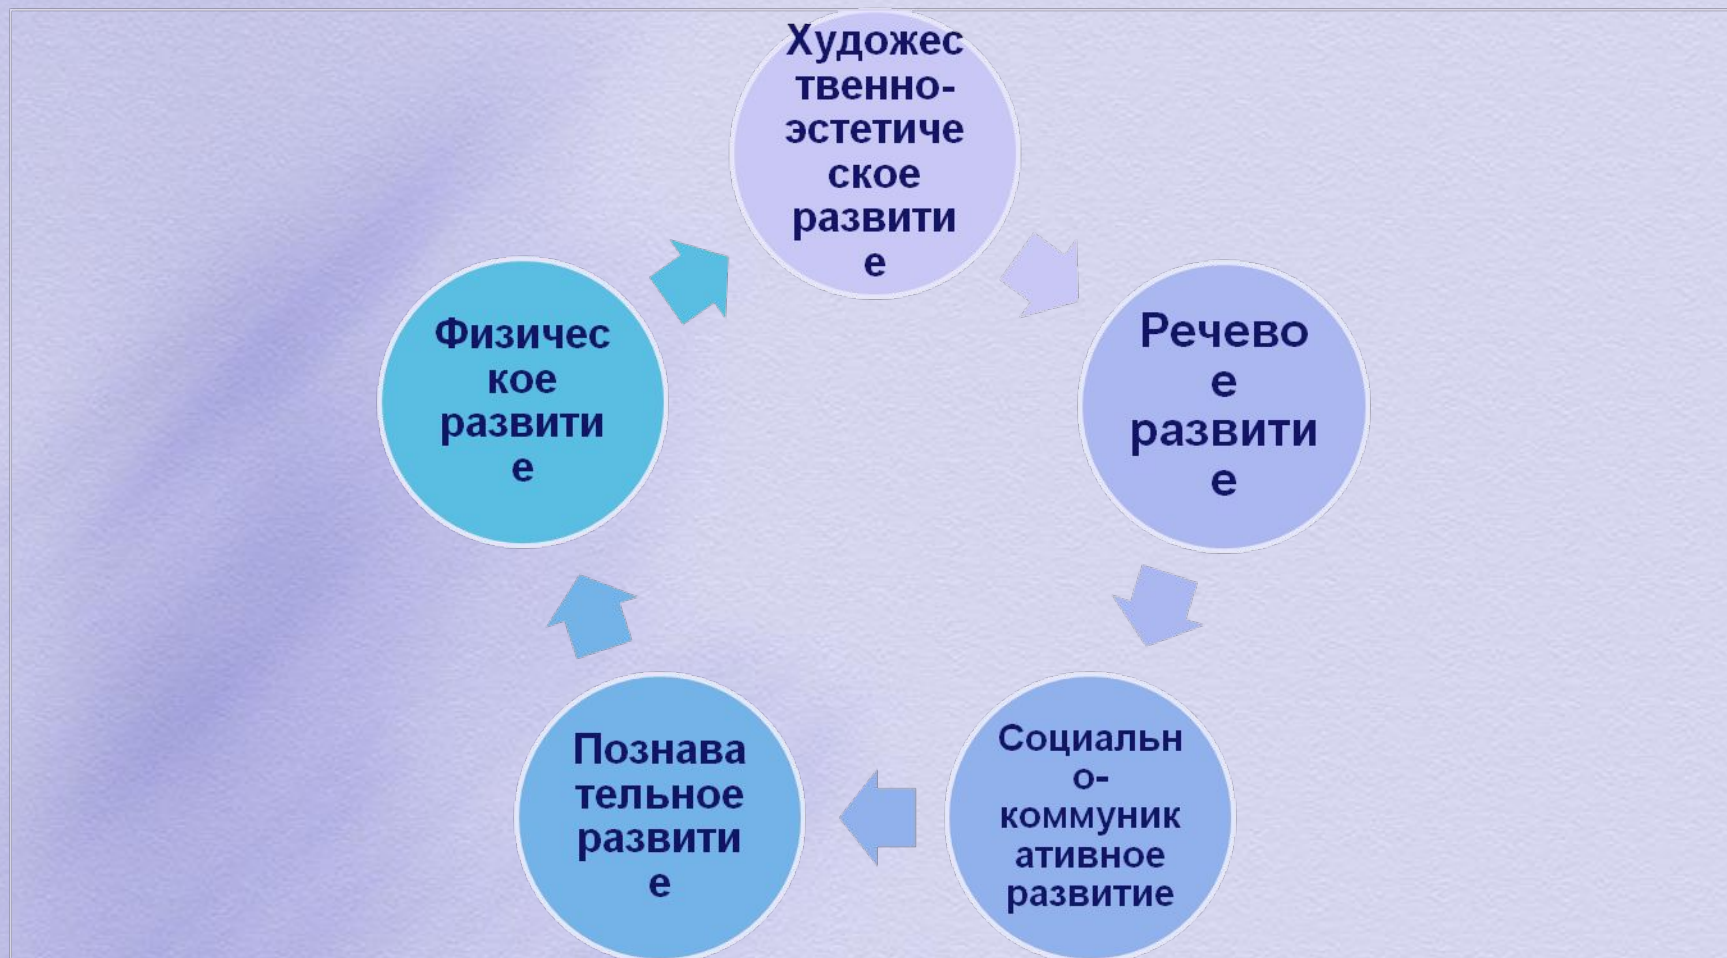 Художес
твенно-
эстетиче
ское
развити
е
Речево
е
развити
е
Социальн
о-
коммуник
ативное
развитие
Познава
тельное
развити
е
Физичес
кое
развити
е